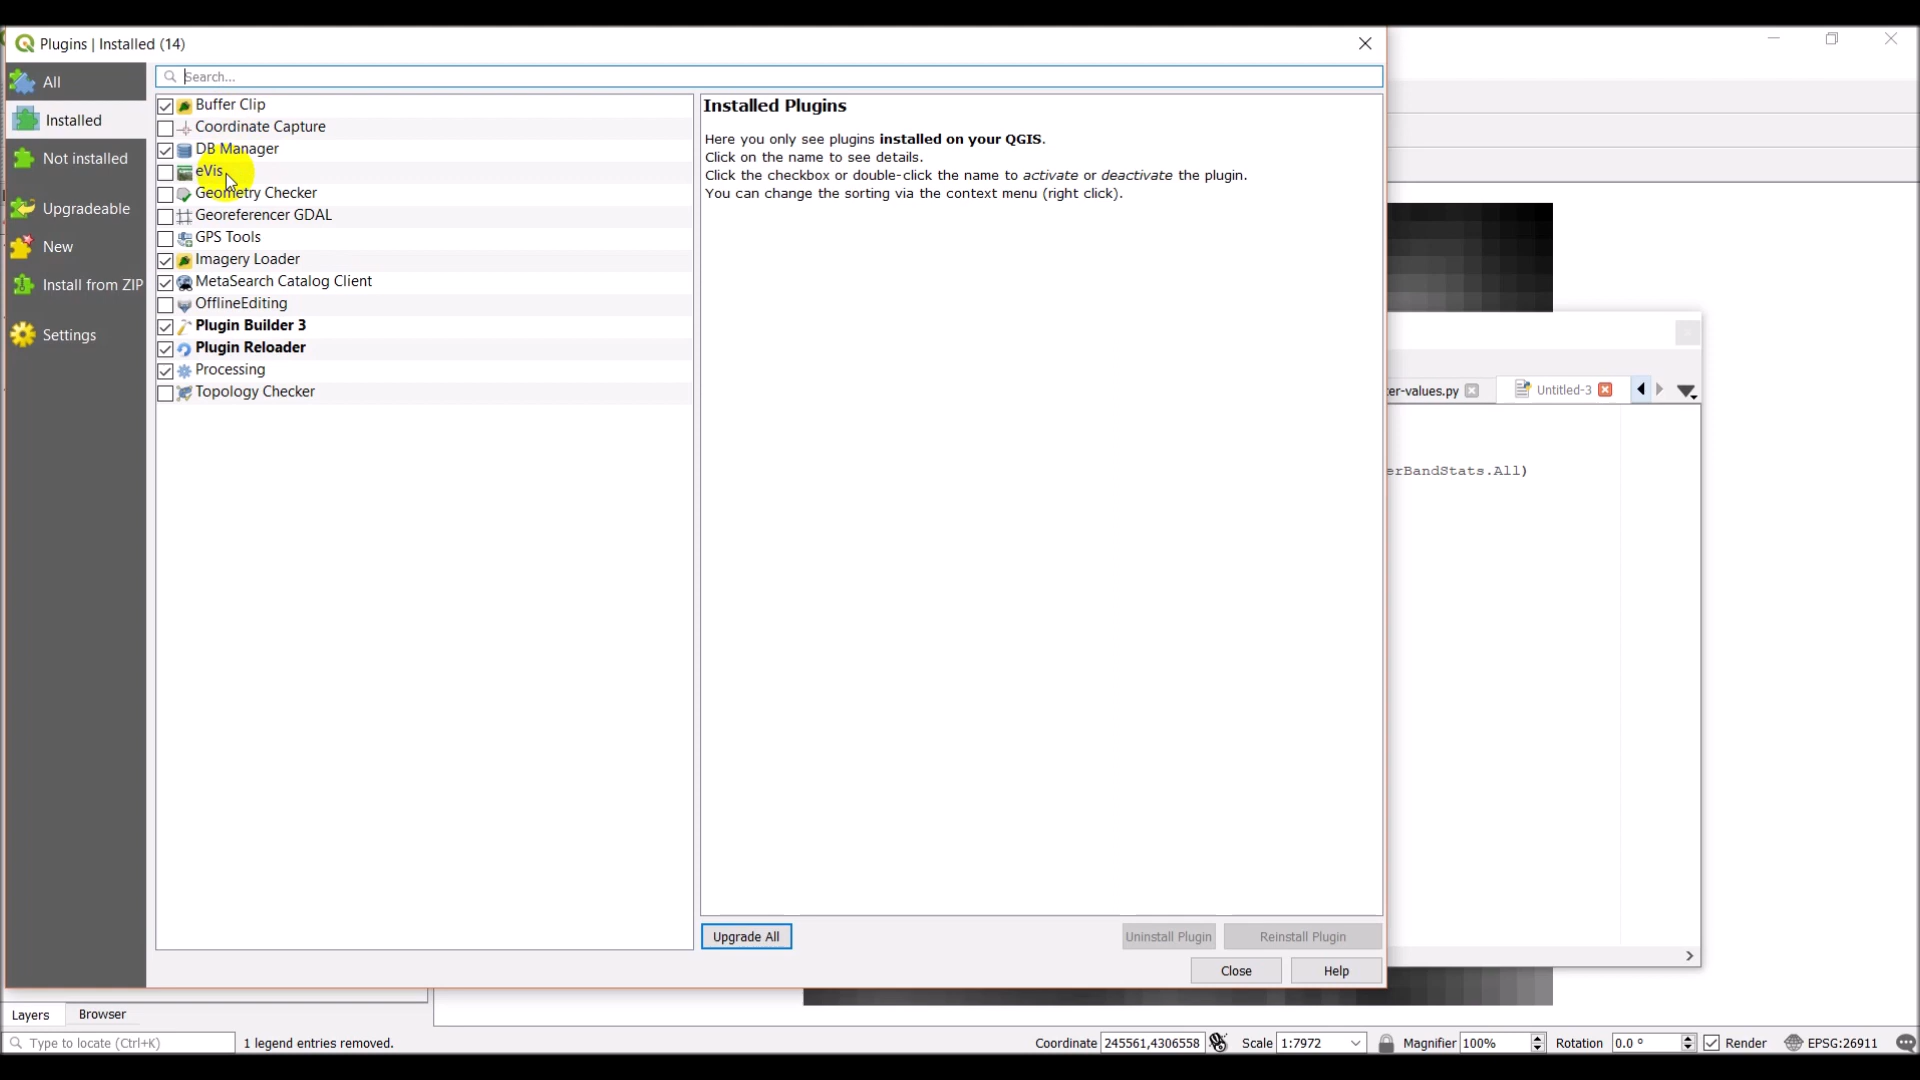 Plugins | Installed (14)
All
Installed
Not installed
Upgradeable
New
Install from ZIP
Settings
Search...
Buffer Clip
Coordinate Capture
DB Manager
eVis
Geometry Checker
Georeferencer GDAL
GPS Tools
Imagery Loader
MetaSearch Catalog Client
OfflineEditing
Plugin Builder 3
Plugin Reloader
Processing
Topology Checker
Installed Plugins
Here you only see plugins installed on your QGIS.
Click on the name to see details.
Click the checkbox or double-click the name to activate or deactivate the plugin.
You can change the sorting via the context menu (right click).
Upgrade All
Uninstall Plugin
Reinstall Plugin
Close
Help
er-values.py
Untitled-3
erBandStats.All)
Layers
Browser
Type to locate (Ctrl+K)
1 legend entries removed.
Coordinate 245561,4306558
Scale 1:7972
Magnifier 100%
Rotation 0.0 °
Render
EPSG:26911